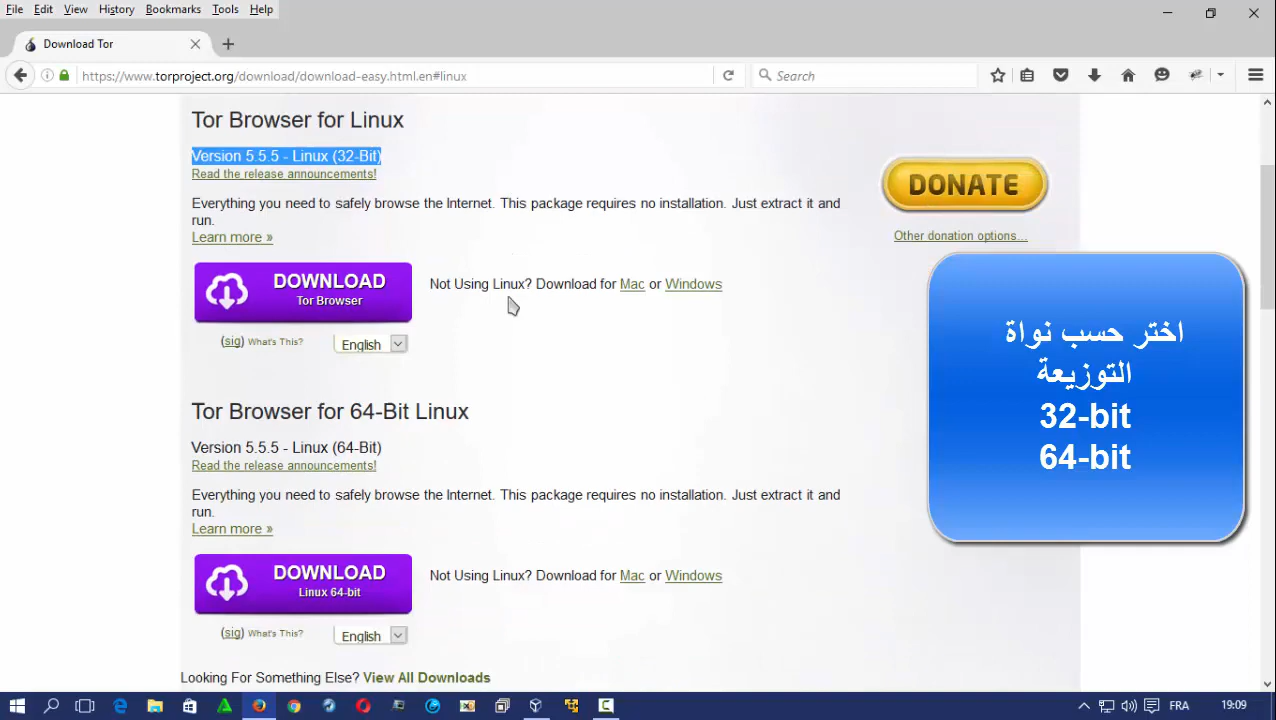 File Edit View History Bookmarks Tools Help
Download Tor
https://www.torproject.org/download/download-easy.html.en#linux
Search
Tor Browser for Linux
Version 5.5.5 - Linux (32-Bit)
Read the release announcements!
Everything you need to safely browse the Internet. This package requires no installation. Just extract it and
run.
Learn more »
DONATE
Other donation options...
DOWNLOAD
Tor Browser
Not Using Linux? Download for Mac or Windows
(sig) What's This?
English
اختر حسب نواة
التوزيعة
32-bit
64-bit
Tor Browser for 64-Bit Linux
Version 5.5.5 - Linux (64-Bit)
Read the release announcements!
Everything you need to safely browse the Internet. This package requires no installation. Just extract it and
run.
Learn more »
DOWNLOAD
Linux 64-bit
Not Using Linux? Download for Mac or Windows
(sig) What's This?
English
Looking For Something Else? View All Downloads
FRA
19:09